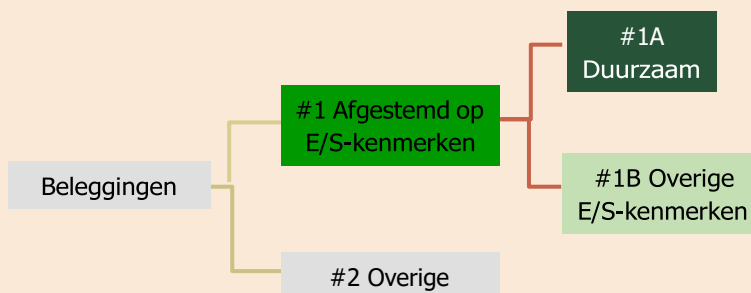 #1A
Duurzaam
#1 Afgestemd op
E/S-kenmerken
Beleggingen
#1B Overige
E/S-kenmerken
#2 Overige